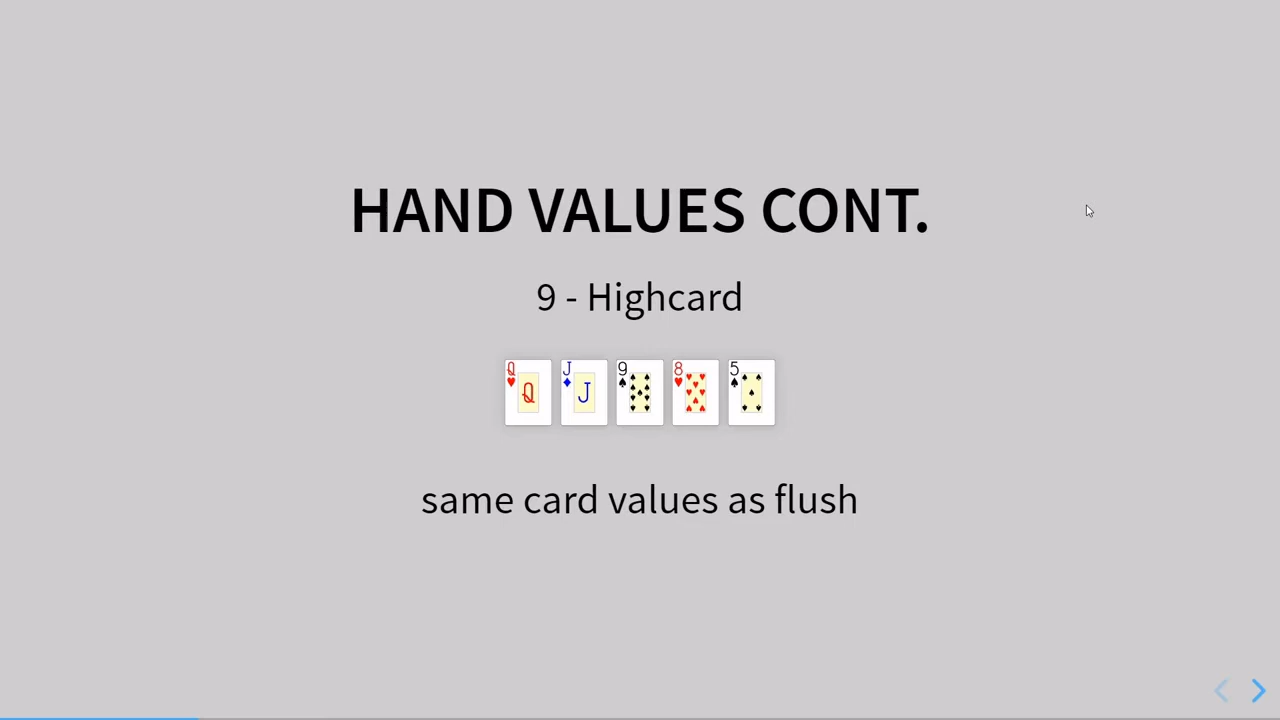 HAND VALUES CONT.
9 - Highcard
Q J 9 8 5
Q J
same card values as flush